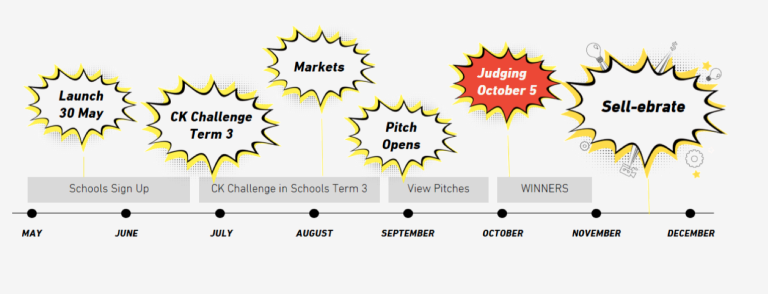 Launch
30 May
CK Challenge
Term 3
Markets
Pitch
Opens
Judging
October 5
Sell-ebrate
Schools Sign Up
CK Challenge in Schools Term 3
View Pitches
WINNERS
MAY
JUNE
JULY
AUGUST
SEPTEMBER
OCTOBER
NOVEMBER
DECEMBER